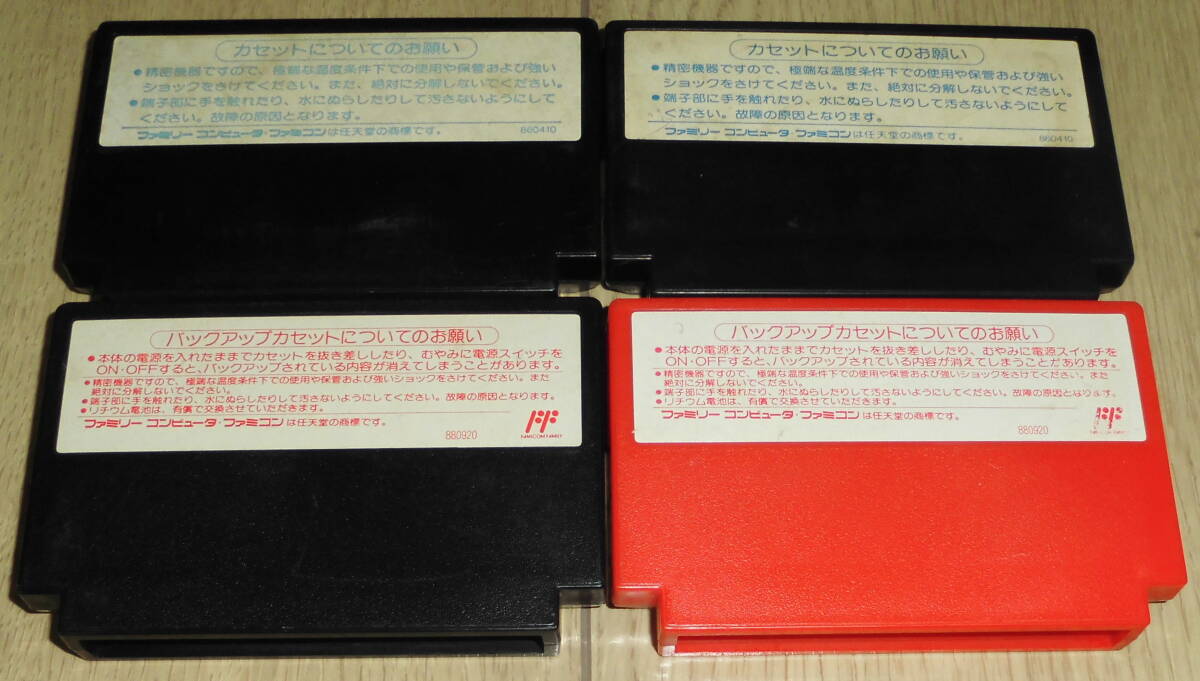 カセットについてのお願い
●精密機器ですので、極端な温度条件下での使用や保管および強い
ショックをさけてください。また、絶対に分解しないでください。
●端子部に手を触れたり、水にぬらしたりして汚さないようにして
ください。故障の原因となります。
ファミリー コンピュータ・ファミコンは任天堂の商標です。 860410
カセットについてのお願い
●精密機器ですので、極端な温度条件下での使用や保管および強い
ショックをさけてください。また、絶対に分解しないでください。
●端子部に手を触れたり、水にぬらしたりして汚さないようにして
ください。故障の原因となります。
ファミリー コンピュータ・ファミコンは任天堂の商標です。 860410
バックアップカセットについてのお願い
●本体の電源を入れたままでカセットを抜き差ししたり、むやみに電源スイッチを
ON・OFFすると、バックアップされている内容が消えてしまうことがあります。
●精密機器ですので、極端な温度条件下での使用や保管および強いショックをさけてください。また
絶対に分解しないでください。
●端子部に手を触れたり、水にぬらしたりして汚さないようにしてください。故障の原因となります。
●リチウム電池は、有償で交換させていただきます。
ファミリー コンピュータ・ファミコンは任天堂の商標です。
880920
FAMICOM FAMILY
バックアップカセットについてのお願い
●本体の電源を入れたままでカセットを抜き差ししたり、むやみに電源スイッチを
ON・OFFすると、バックアップされている内容が消えてしまうことがあります。
●精密機器ですので、極端な温度条件下での使用や保管および強いショックをさけてください。また
絶対に分解しないでください。
●端子部に手を触れたり、水にぬらしたりして汚さないようにしてください。故障の原因となります。
●リチウム電池は、有償で交換させていただきます。
ファミリー コンピュータ・ファミコンは任天堂の商標です。
880920
FAMICOM FAMILY